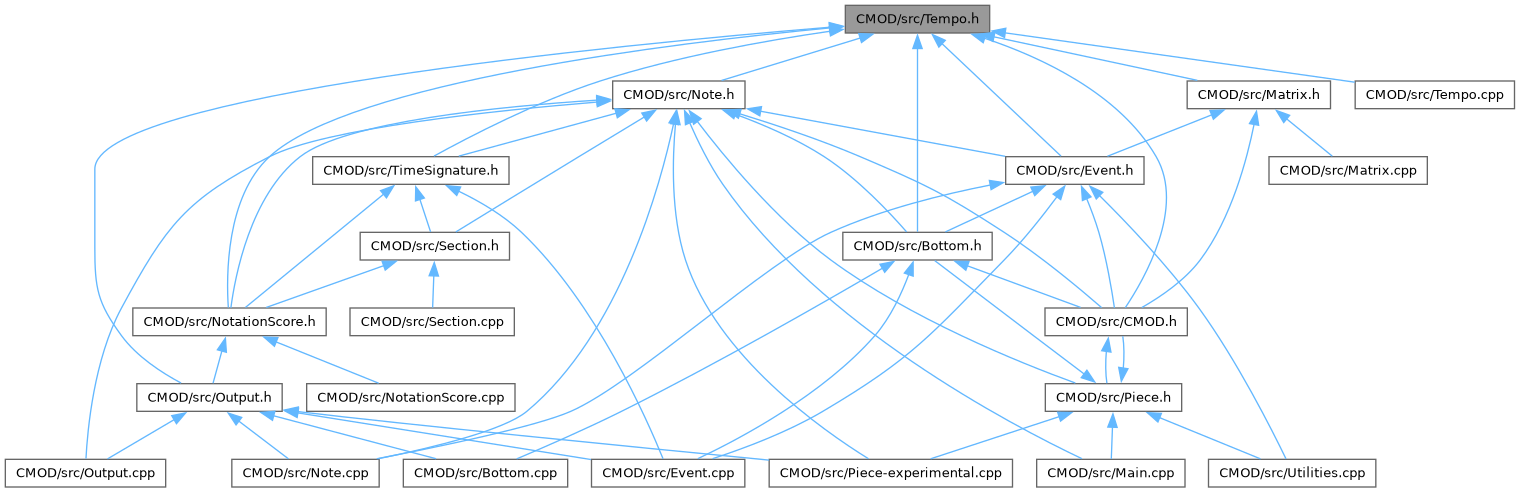 CMOD/src/Tempo.h
CMOD/src/Note.h
CMOD/src/Matrix.h
CMOD/src/Tempo.cpp
CMOD/src/TimeSignature.h
CMOD/src/Event.h
CMOD/src/Matrix.cpp
CMOD/src/Section.h
CMOD/src/Bottom.h
CMOD/src/NotationScore.h
CMOD/src/Section.cpp
CMOD/src/CMOD.h
CMOD/src/Output.h
CMOD/src/NotationScore.cpp
CMOD/src/Piece.h
CMOD/src/Output.cpp
CMOD/src/Note.cpp
CMOD/src/Bottom.cpp
CMOD/src/Event.cpp
CMOD/src/Piece-experimental.cpp
CMOD/src/Main.cpp
CMOD/src/Utilities.cpp